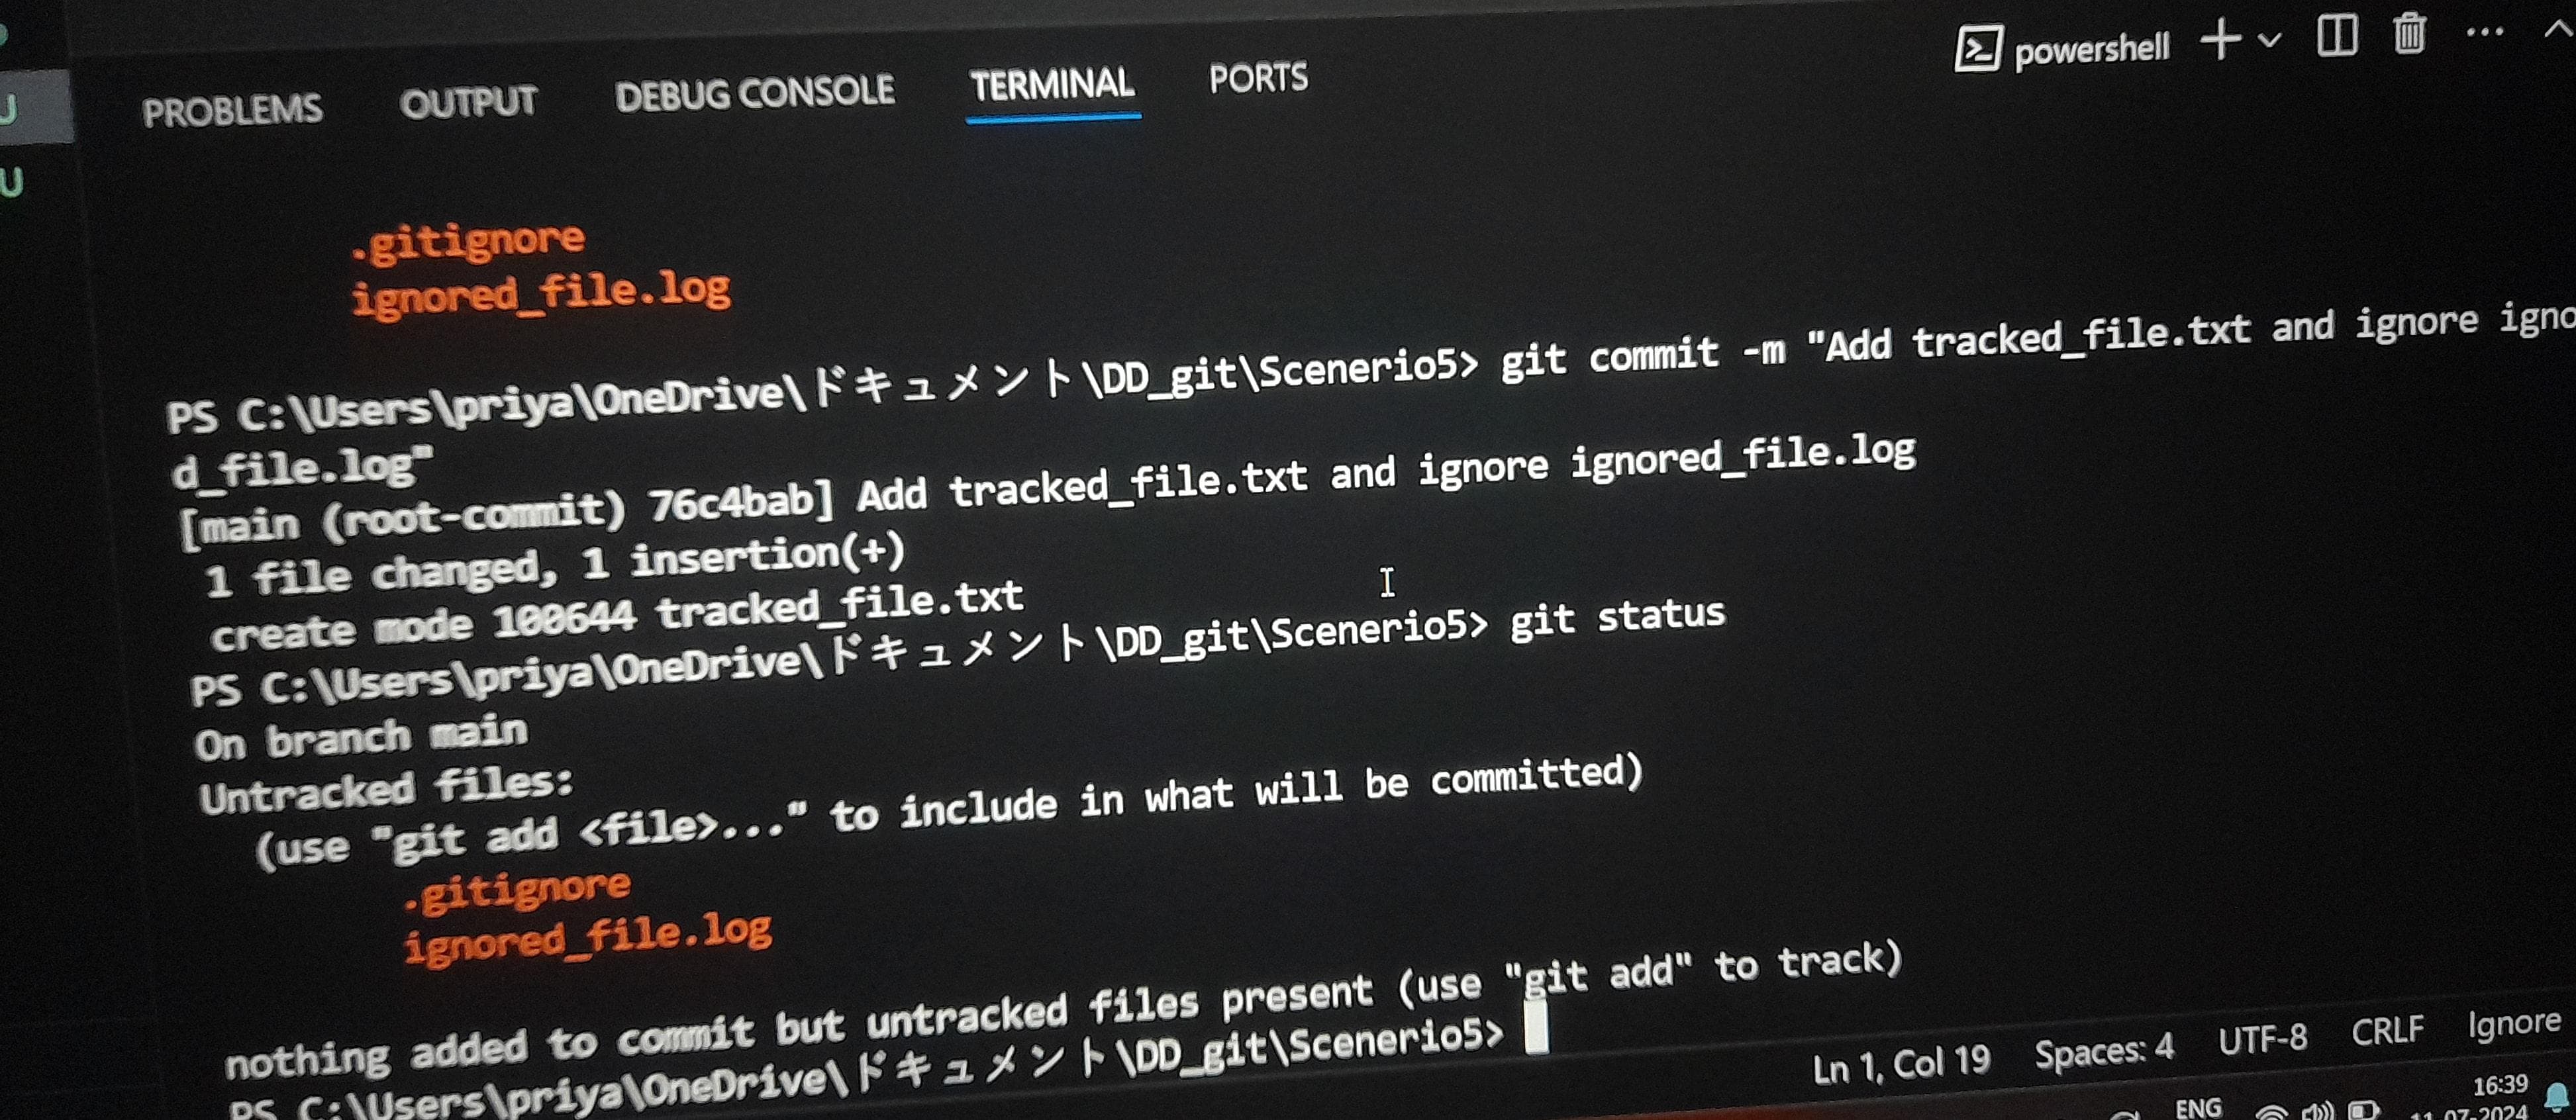 powershell
PROBLEMS OUTPUT DEBUG CONSOLE TERMINAL PORTS
U
U
.gitignore
ignored_file.log
PS C:\Users\priya\OneDrive\ドキュメント\DD_git\Scenerio5> git commit -m "Add tracked_file.txt and ignore igno
d_file.log"
[main (root-commit) 76c4bab] Add tracked_file.txt and ignore ignored_file.log
1 file changed, 1 insertion(+)
create mode 100644 tracked_file.txt
PS C:\Users\priya\OneDrive\ドキュメント\DD_git\Scenerio5> git status
On branch main
Untracked files:
(use "git add <file>..." to include in what will be committed)
.gitignore
ignored_file.log
nothing added to commit but untracked files present (use "git add" to track)
PS C:\Users\priya\OneDrive\ドキュメント\DD_git\Scenerio5>
Ln 1, Col 19 Spaces: 4 UTF-8 CRLF Ignore
ENG 16:39
11-07-2024